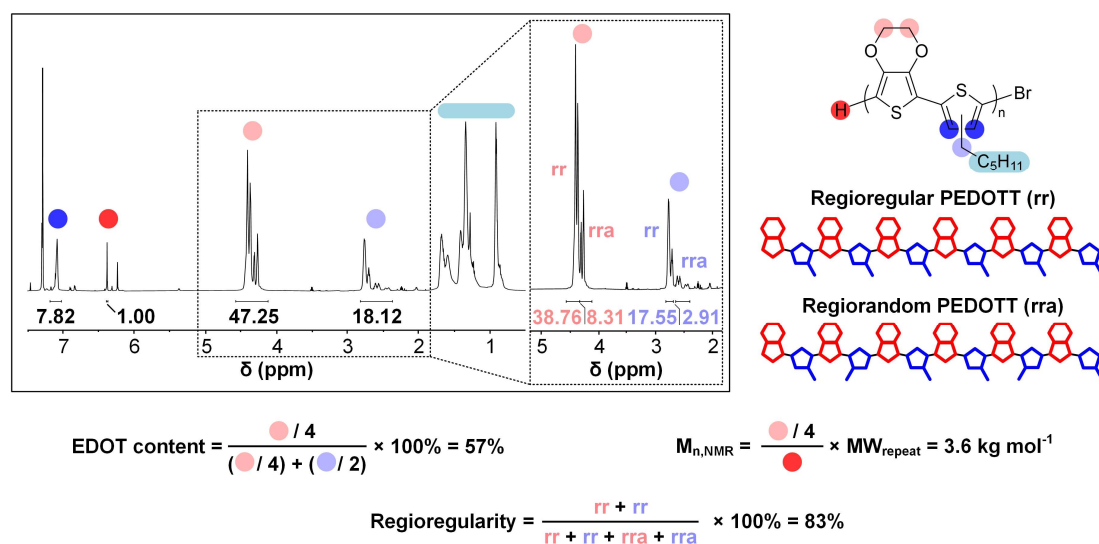 rr
rra
rr
rra
7.82
1.00
47.25
18.12
38.76
8.31
17.55
2.91
7
6
5
4
3
2
1
5
4
3
2
δ (ppm)
δ (ppm)
O
O
S
S
H
( )n
Br
C5H11
Regioregular PEDOTT (rr)
Regiorandom PEDOTT (rra)
EDOT content = / 4 / ( / 4) + ( / 2) × 100% = 57%
Mn,NMR = / 4 × MWrepeat = 3.6 kg mol-1
Regioregularity = rr + rr / rr + rr + rra + rra × 100% = 83%